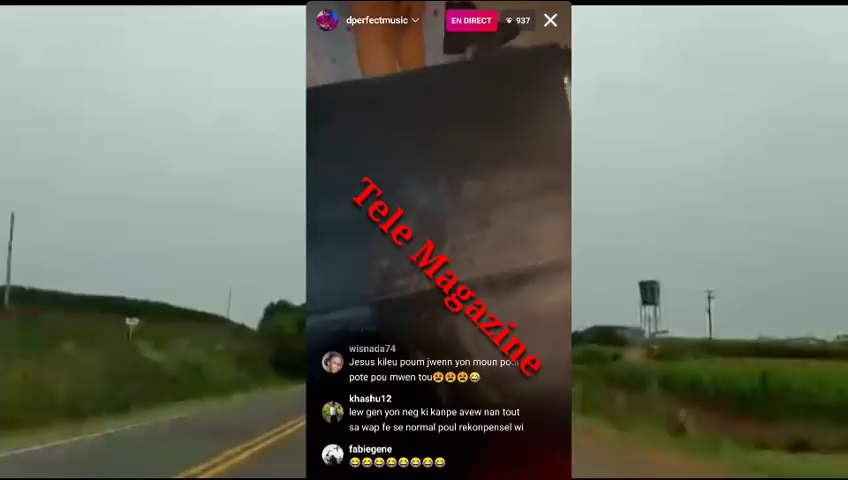 dperfectmusic
EN DIRECT
937
Tele Magazine
wisnada74
Jesus kileu poum jwenn yon moun pou
pote pou mwen tou😫😫😫😂
khashu12
lew gen yon neg ki kanpe avew nan tout
sa wap fe se normal poul rekonpensel wi
fabiegene
😂😂😂😂😂😂😂😂